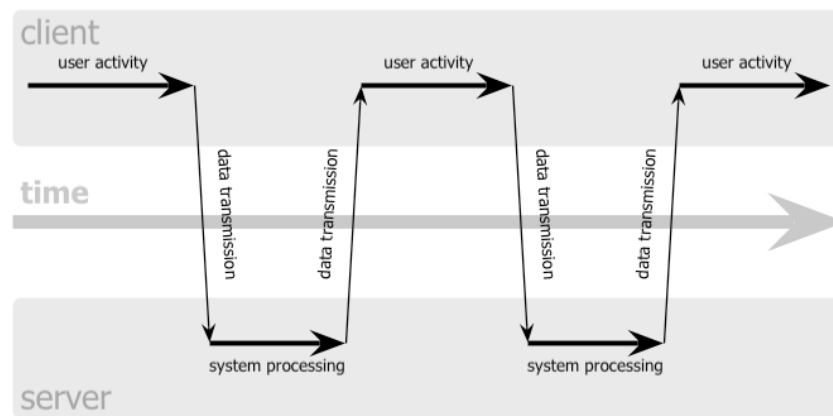 client
user activity
user activity
user activity
data transmission
data transmission
data transmission
data transmission
time
system processing
system processing
server